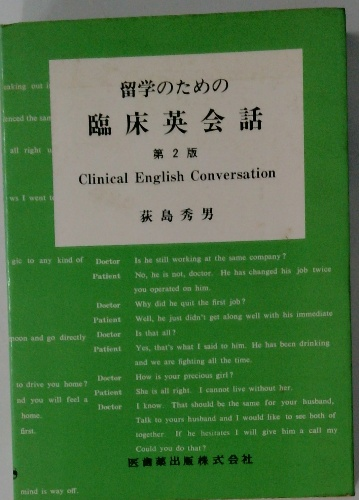 留学のための
臨床英会話
第2版
Clinical English Conversation
荻島秀男
aking out i
anced the sam
all right
ws I went t
gic to any kind of
Doctor Is he still working at the same company?
Patient No, he is not, doctor. He has changed his job twice
you operated on him.
Doctor Why did he quit the first job?
Patient Well, he just didn't get along well with his immediate
poon and get directly
Doctor Is that all?
Patient Yes, that's what I said to him. He has been drinking
and we are fighting all the time.
Doctor How is your precious girl?
to drive you home?
Patient She is all right. I cannot live without her.
nd you will feel a
Doctor I know. That should be the same for your husband,
home.
Talk to yours husband and I would like to see both of
first.
together. If he hesitates I will give him a call my
Could you do that?
医歯薬出版株式会社
mind is way off.